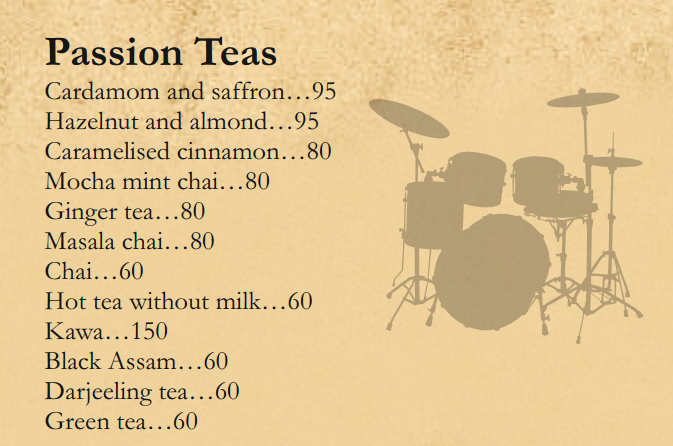 Passion Teas
Cardamom and saffron…95
Hazelnut and almond…95
Caramelised cinnamon…80
Mocha mint chai…80
Ginger tea…80
Masala chai…80
Chai…60
Hot tea without milk…60
Kawa…150
Black Assam…60
Darjeeling tea…60
Green tea…60